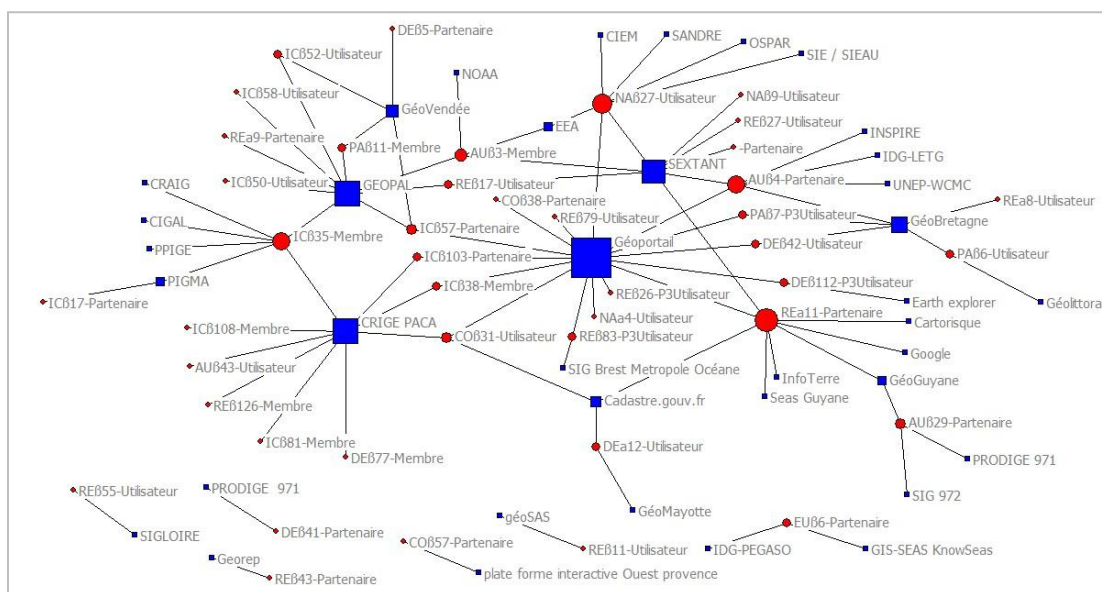 DEß5-Partenaire
CIEM
SANDRE
OSPAR
SIE / SIEAU
ICß52-Utilisateur
NOAA
ICß58-Utilisateur
GéoVendée
NAß27-Utilisateur
NAß9-Utilisateur
REß27-Utilisateur
EEA
INSPIRE
REa9-Partenaire
PAß11-Membre
AUß3-Membre
-Partenaire
IDG-LETG
SEXTANT
AUß4-Partenaire
UNEP-WCMC
CRAIG
ICß50-Utilisateur
GEOPAL
REß17-Utilisateur
COß38-Partenaire
REa8-Utilisateur
CIGAL
REß79-Utilisateur
PAß7-P3Utilisateur
GéoBretagne
ICß57-Partenaire
ICß35-Membre
Géoportail
DEß42-Utilisateur
PPIGE
ICß103-Partenaire
PAß6-Utilisateur
PIGMA
ICß38-Membre
DEß112-P3Utilisateur
ICß17-Partenaire
REß26-P3Utilisateur
Earth explorer
Géolittora
NAa4-Utilisateur
REa11-Partenaire
Cartorisque
ICß108-Membre
CRIGE PACA
COß31-Utilisateur
REß83-P3Utilisateur
Google
AUß43-Utilisateur
SIG Brest Metropole Océane
InfoTerre
GéoGuyane
Seas Guyane
REß126-Membre
Cadastre.gouv.fr
AUß29-Partenaire
ICß81-Membre
DEa12-Utilisateur
DEß77-Membre
PRODIGE 971
REß55-Utilisateur
PRODIGE 971
SIG 972
GéoMayotte
géoSAS
EUß6-Partenaire
SIGLOIRE
DEß41-Partenaire
COß57-Partenaire
REß11-Utilisateur
IDG-PEGASO
GIS-SEAS KnowSeas
Georep
REß43-Partenaire
plate forme interactive Ouest provence